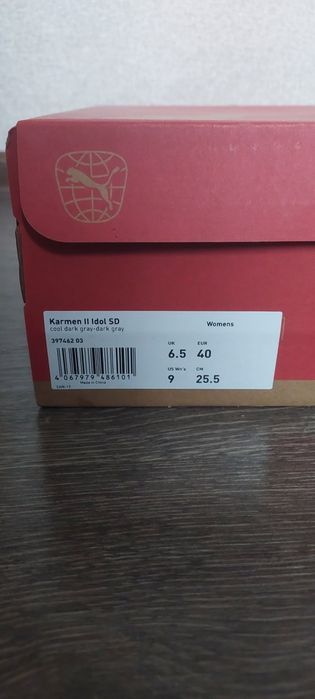 Karmen II Idol SD
cool dark gray-dark gray
Womens
397462 03
UK EUR
6.5 40
US Wn's CM
9 25.5
4 067979 486101
Made in China